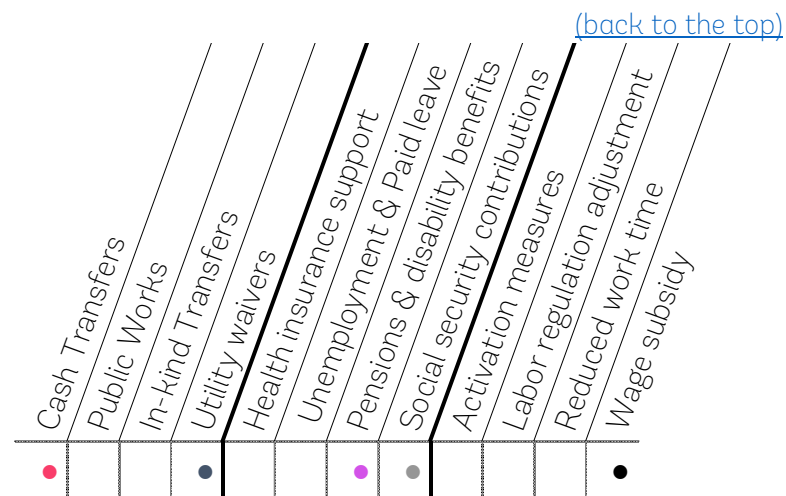 (back to the top)
Cash Transfers
Public Works
In-kind Transfers
Utility waivers
Health insurance support
Unemployment & Paid leave
Pensions & disability benefits
Social security contributions
Activation measures
Labor regulation adjustment
Reduced work time
Wage subsidy